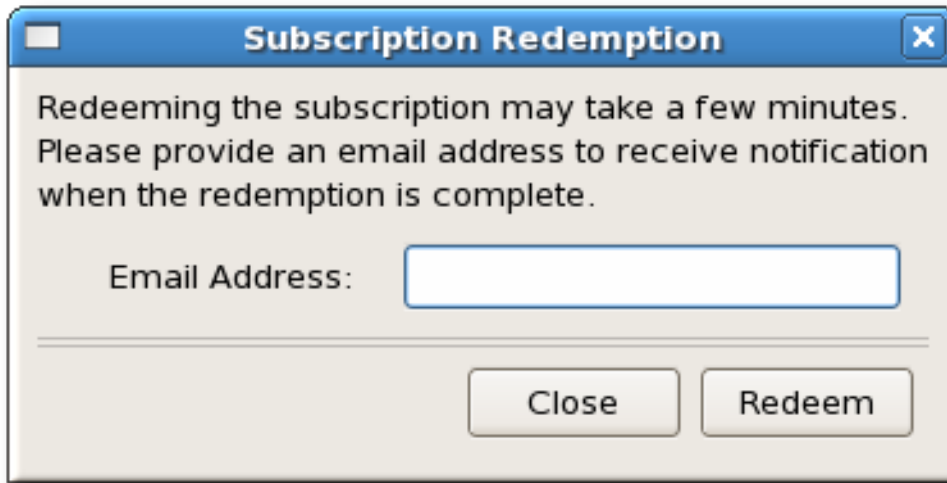 Subscription Redemption
Redeeming the subscription may take a few minutes.
Please provide an email address to receive notification
when the redemption is complete.
Email Address:
Close Redeem